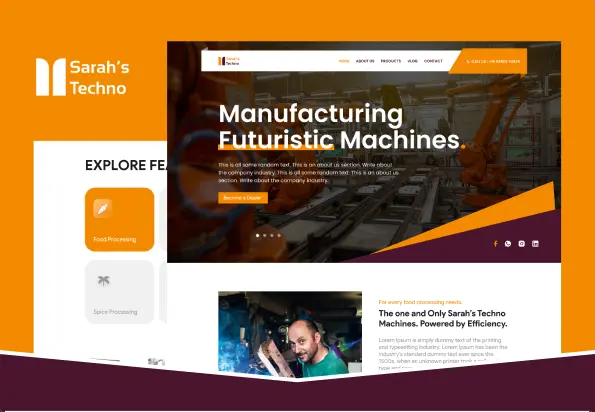 Sarah's
Techno
Sarah's
Techno
HOME ABOUT US PRODUCTS VLOG CONTACT
Manufacturing
Futuristic Machines.
This is all some random text. This is an about us section. Write about
the company industry. This is all some random text. This is an about us
section. Write about the company industry.
Become a Dealer
EXPLORE FEA
Food Processing
Spice Processing
For every food processing needs.
The one and Only Sarah's Techno
Machines. Powered by Efficiency.
Lorem Ipsum is simply dummy text of the printing
and typesetting industry. Lorem Ipsum has been the
industry's standard dummy text ever since the
1500s, when an unknown printer took a
type and